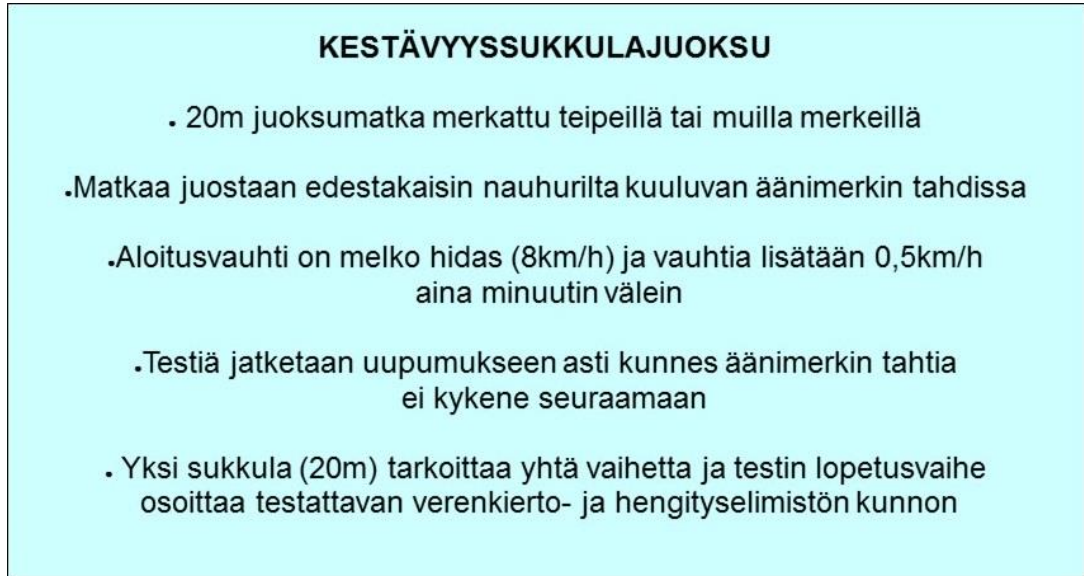 KESTÄVYYSSUKKULAJUOKSU
• 20m juoksumatka merkattu teipeillä tai muilla merkeillä
•Matkaa juostaan edestakaisin nauhurilta kuuluvan äänimerkin tahdissa
•Aloitusvauhti on melko hidas (8km/h) ja vauhtia lisätään 0,5km/h
aina minuutin välein
•Testiä jatketaan uupumukseen asti kunnes äänimerkin tahtia
ei kykene seuraamaan
• Yksi sukkula (20m) tarkoittaa yhtä vaihetta ja testin lopetusvaihe
osoittaa testattavan verenkierto- ja hengityselimistön kunnon